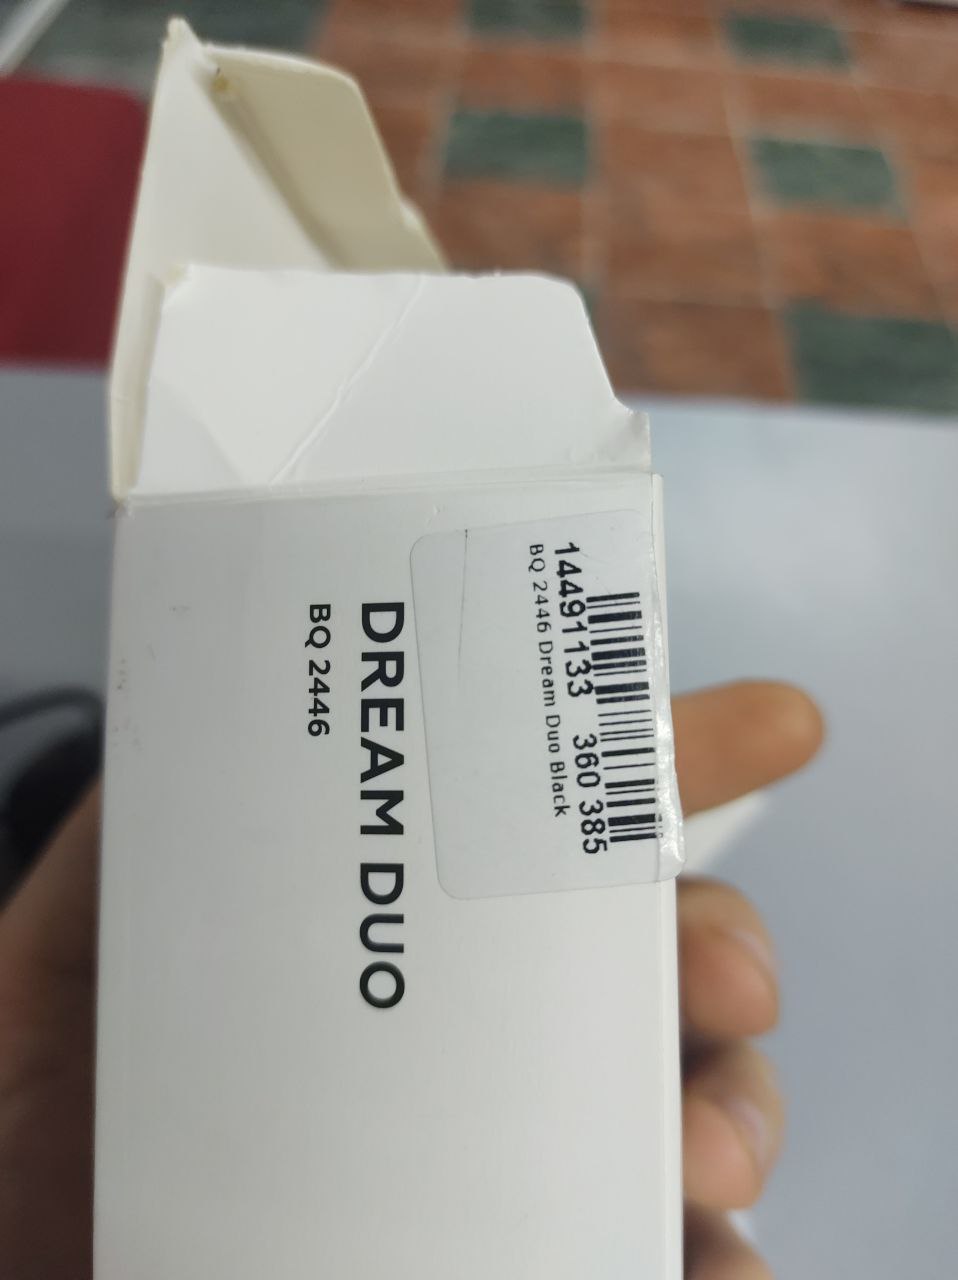 14491133 360 385
BQ 2446 Dream Duo Black
DREAM DUO
BQ 2446